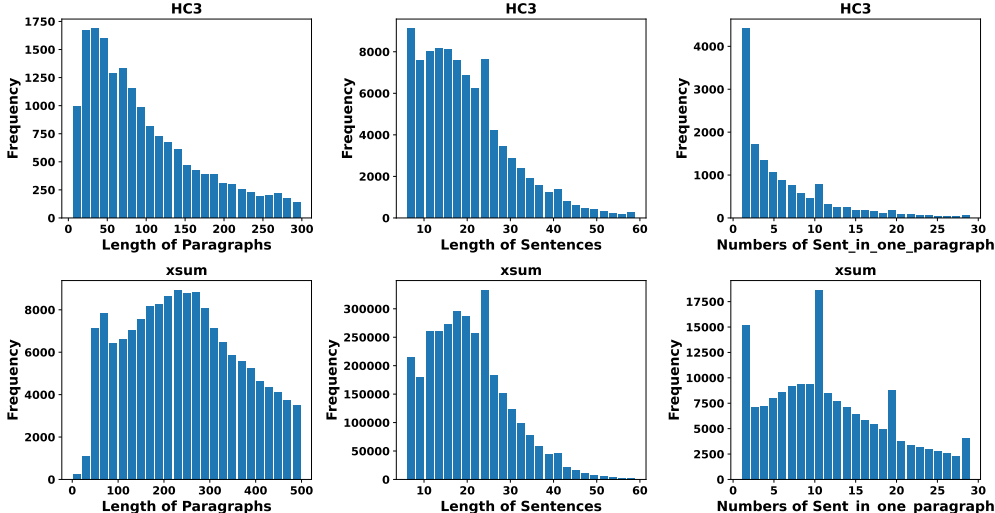 HC3
Frequency
1750
1500
1250
1000
750
500
250
0
0 50 100 150 200 250 300
Length of Paragraphs
HC3
Frequency
8000
6000
4000
2000
0
10 20 30 40 50 60
Length of Sentences
HC3
Frequency
4000
3000
2000
1000
0
0 5 10 15 20 25 30
Numbers of Sent_in_one_paragraph
xsum
Frequency
8000
6000
4000
2000
0
0 100 200 300 400 500
Length of Paragraphs
xsum
Frequency
300000
250000
200000
150000
100000
50000
0
10 20 30 40 50 60
Length of Sentences
xsum
Frequency
17500
15000
12500
10000
7500
5000
2500
0
0 5 10 15 20 25 30
Numbers of Sent_in_one_paragraph